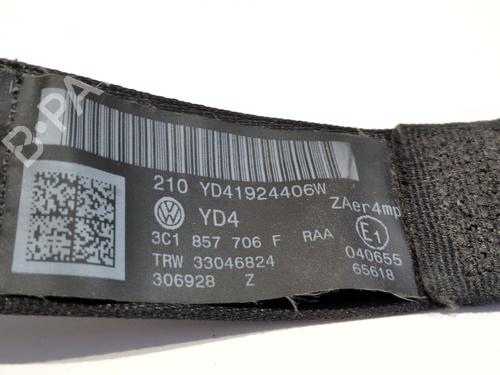 210 YD41924406W
YD4
ZAer4mp
3C1 857 706 F RAA
E1
TRW 33046824
040655
306928 Z
65618
B-PA